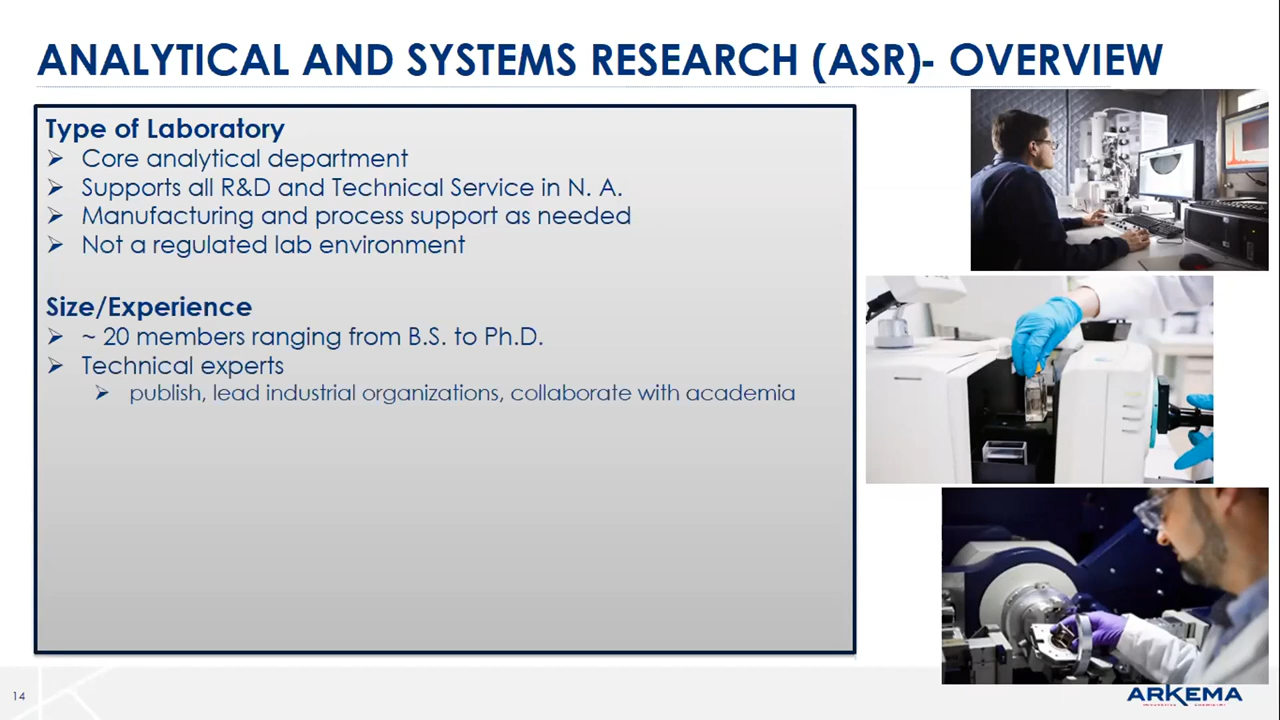 ANALYTICAL AND SYSTEMS RESEARCH (ASR)- OVERVIEW
Type of Laboratory
➢ Core analytical department
➢ Supports all R&D and Technical Service in N. A.
➢ Manufacturing and process support as needed
➢ Not a regulated lab environment
Size/Experience
➢ ~ 20 members ranging from B.S. to Ph.D.
➢ Technical experts
➢ publish, lead industrial organizations, collaborate with academia
14
ARKEMA